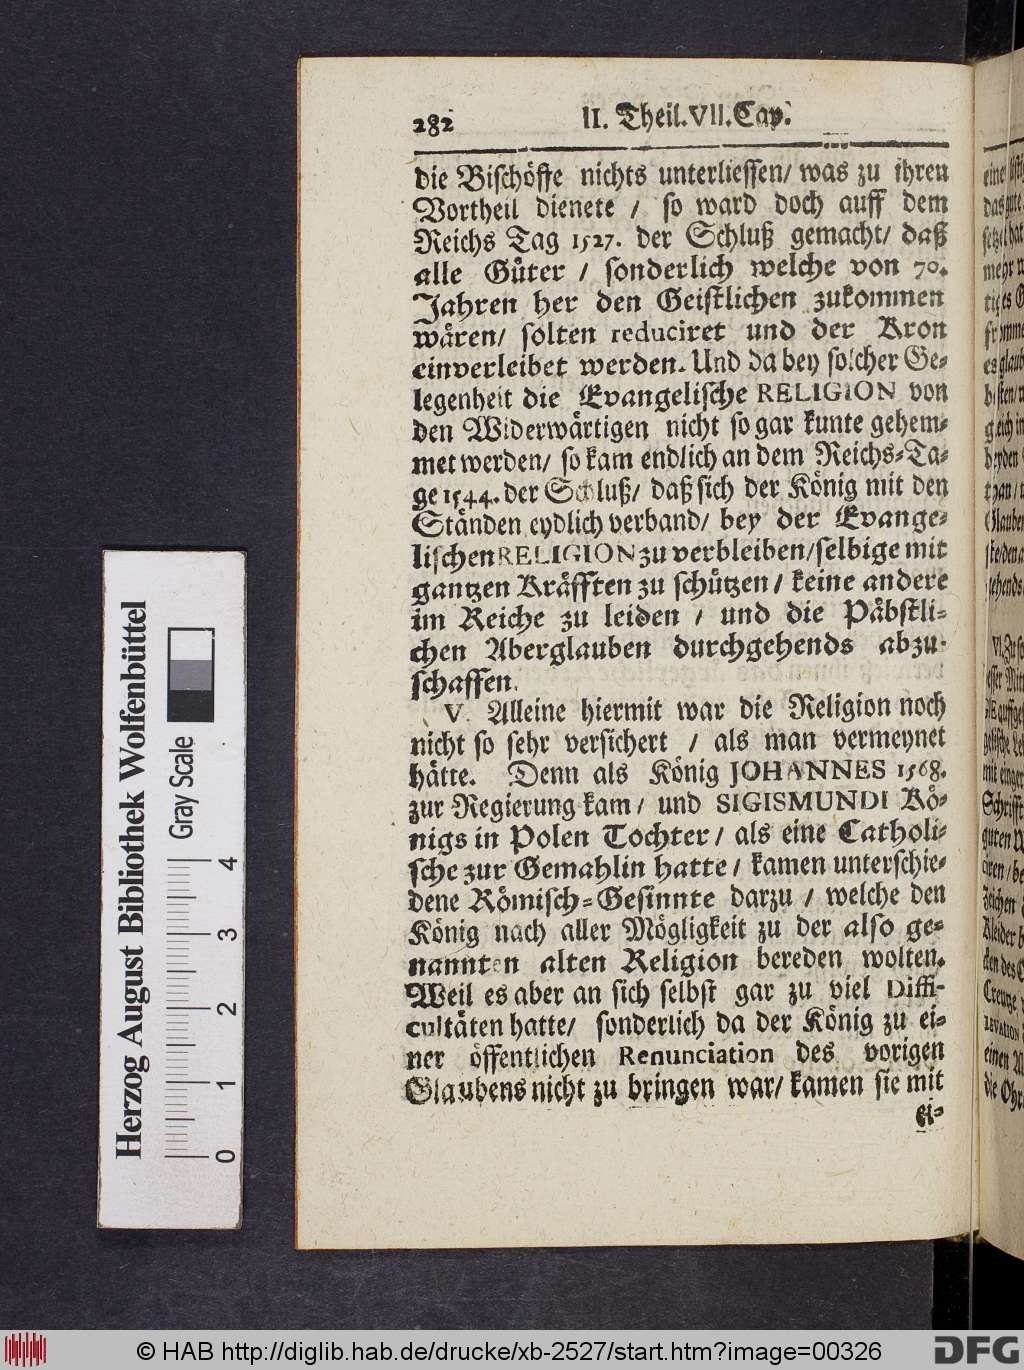 282 II. Theil. VII. Cap.
die Bischöffe nichts unterliessen/ was zu ihren
Vortheil dienete / so ward doch auff dem
Reichs Tag 1527. der Schluß gemacht/ daß
alle Güter / sonderlich welche von 70.
Jahren her den Geistlichen zukommen
wären/ solten reduciret und der Kron
einverleibet werden. Und da bey solcher Ge-
legenheit die Evangelische RELIGION von
den Widerwärtigen nicht so gar kunte gehem-
met werden/ so kam endlich an dem Reichs-Ta-
ge 1544. der Schluß/ daß sich der König mit den
Ständen eydlich verband/ bey der Evange-
lischen RELIGION zu verbleiben/ selbige mit
gantzen Kräfften zu schützen / keine andere
im Reiche zu leiden / und die Päbstli-
chen Aberglauben durchgehends abzu-
schaffen.
V. Alleine hiermit war die Religion noch
nicht so sehr versichert / als man vermeynet
hätte. Denn als König JOHANNES 1568.
zur Regierung kam/ und SIGISMUNDI Kö-
nigs in Polen Tochter/ als eine Catholi-
sche zur Gemahlin hatte/ kamen unterschie-
dene Römisch-Gesinnte darzu / welche den
König nach aller Mögligkeit zu der also ge-
nannten alten Religion bereden wolten.
Weil es aber an sich selbst gar zu viel Diffi-
cultäten hatte/ sonderlich da der König zu ei-
ner öffentlichen Renunciation des vorigen
Glaubens nicht zu bringen war/ kamen sie mit
ei-
Herzog August Bibliothek Wolfenbüttel
Gray Scale
0 1 2 3 4
© HAB http://diglib.hab.de/drucke/xb-2527/start.htm?image=00326
DFG